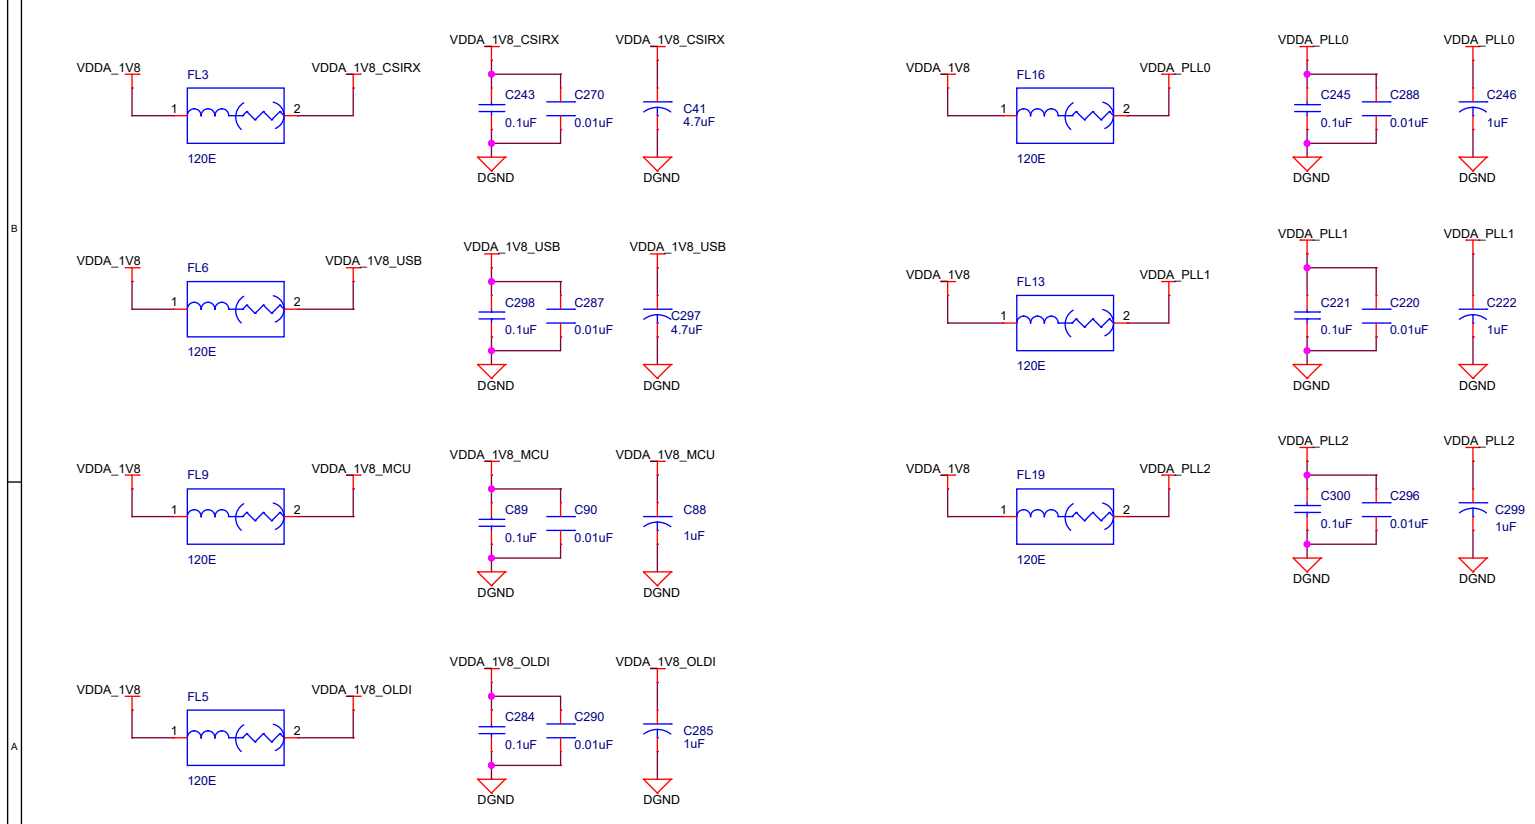 VDDA_1V8
FL3
1
2
120E
VDDA_1V8_CSIRX
VDDA_1V8_CSIRX
C243
0.1uF
C270
0.01uF
DGND
VDDA_1V8_CSIRX
C41
4.7uF
DGND
VDDA_1V8
FL16
1
2
120E
VDDA_PLL0
VDDA_PLL0
C245
0.1uF
C288
0.01uF
DGND
VDDA_PLL0
C246
1uF
DGND
B
VDDA_1V8
FL6
1
2
120E
VDDA_1V8_USB
VDDA_1V8_USB
C298
0.1uF
C287
0.01uF
DGND
VDDA_1V8_USB
C297
4.7uF
DGND
VDDA_1V8
FL13
1
2
120E
VDDA_PLL1
VDDA_PLL1
C221
0.1uF
C220
0.01uF
DGND
VDDA_PLL1
C222
1uF
DGND
VDDA_1V8
FL9
1
2
120E
VDDA_1V8_MCU
VDDA_1V8_MCU
C89
0.1uF
C90
0.01uF
DGND
VDDA_1V8_MCU
C88
1uF
DGND
VDDA_1V8
FL19
1
2
120E
VDDA_PLL2
VDDA_PLL2
C300
0.1uF
C296
0.01uF
DGND
VDDA_PLL2
C299
1uF
DGND
A
VDDA_1V8
FL5
1
2
120E
VDDA_1V8_OLDI
VDDA_1V8_OLDI
C284
0.1uF
C290
0.01uF
DGND
VDDA_1V8_OLDI
C285
1uF
DGND